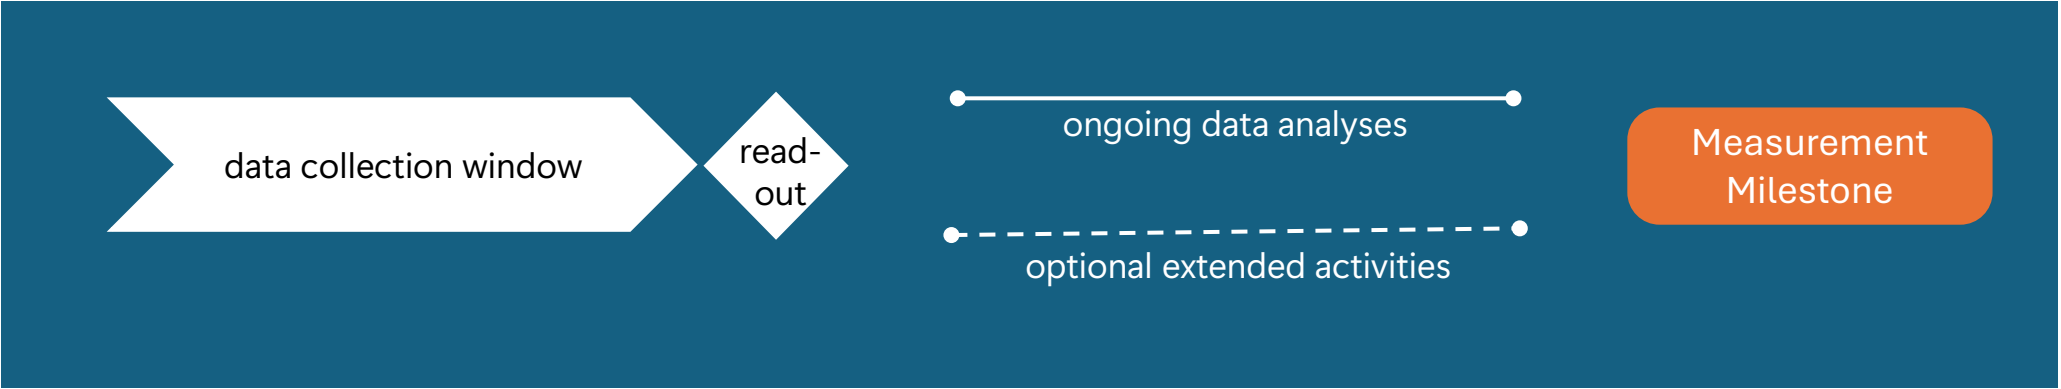 data collection window
read-
out
ongoing data analyses
optional extended activities
Measurement
Milestone